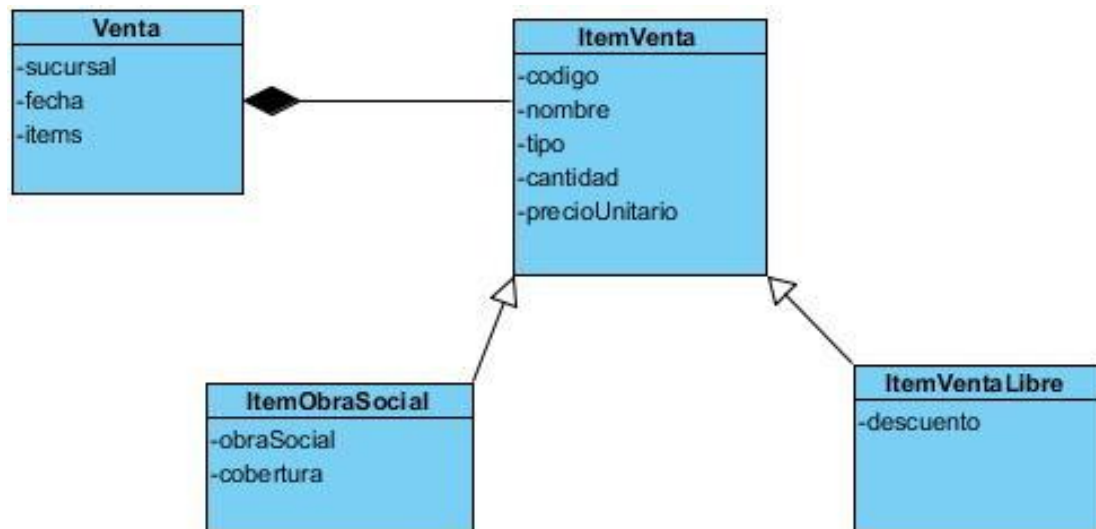 Venta
-sucursal
-fecha
-items
ItemVenta
-codigo
-nombre
-tipo
-cantidad
-precioUnitario
ItemObraSocial
-obraSocial
-cobertura
ItemVentaLibre
-descuento